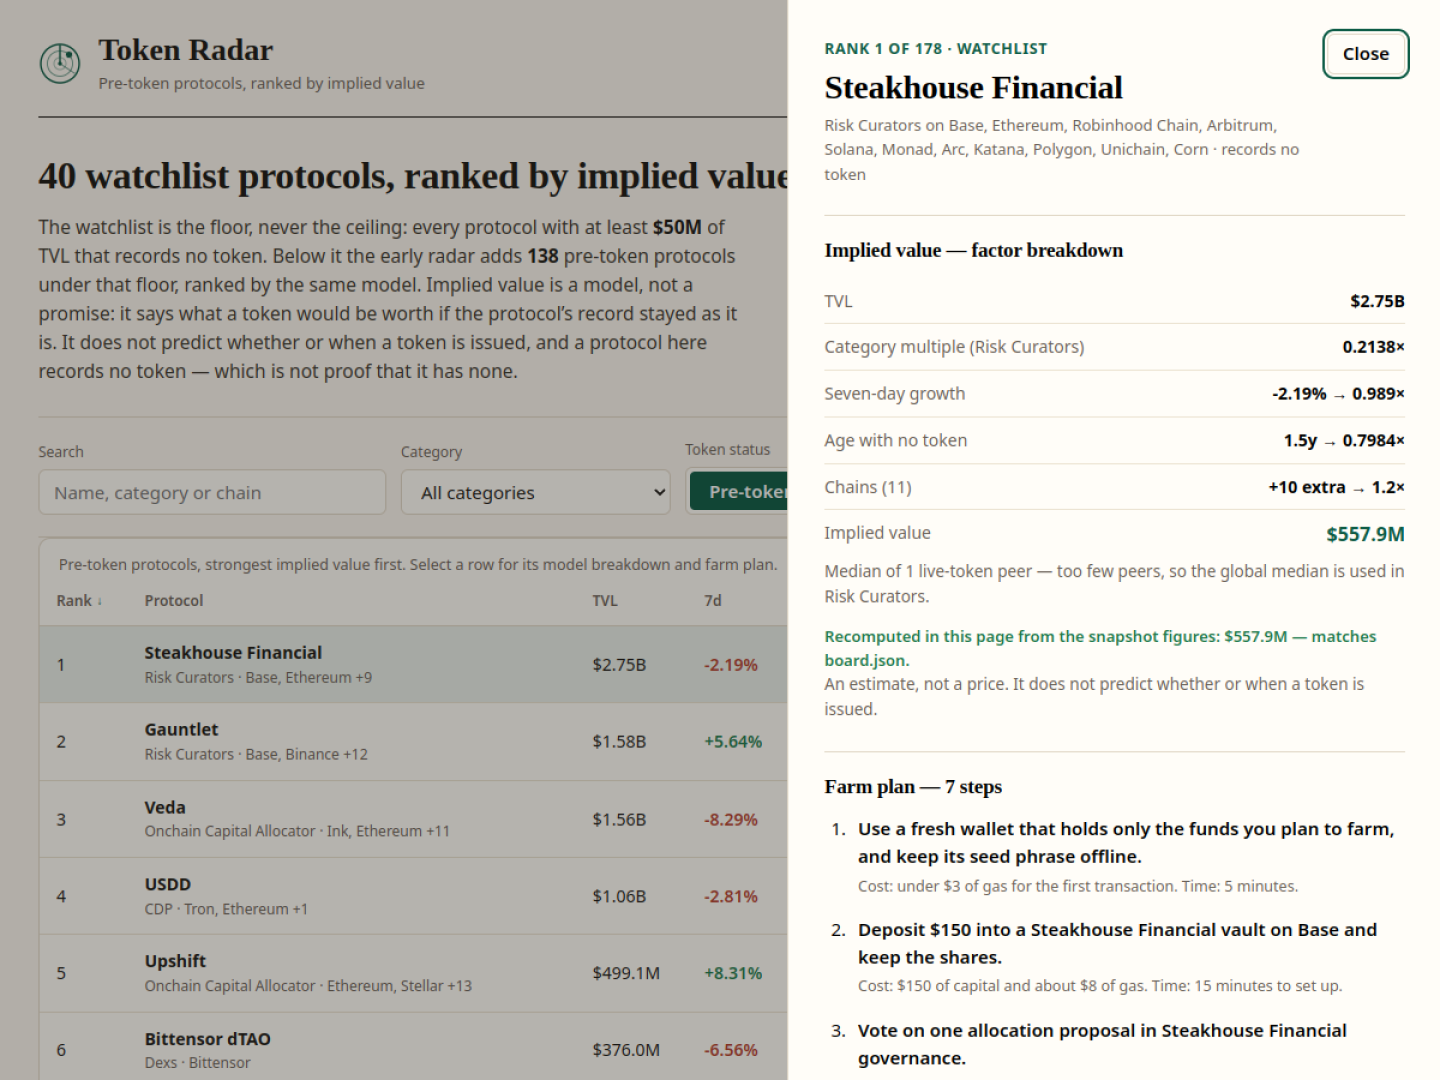 Token Radar
Pre-token protocols, ranked by implied value
40 watchlist protocols, ranked by implied value
The watchlist is the floor, never the ceiling: every protocol with at least $50M of
TVL that records no token. Below it the early radar adds 138 pre-token protocols
under that floor, ranked by the same model. Implied value is a model, not a
promise: it says what a token would be worth if the protocol’s record stayed as it
is. It does not predict whether or when a token is issued, and a protocol here
records no token — which is not proof that it has none.
Search
Category
Token status
Name, category or chain
All categories
Pre-token
Pre-token protocols, strongest implied value first. Select a row for its model breakdown and farm plan.
Rank ↓ Protocol TVL 7d
1 Steakhouse Financial $2.75B -2.19%
Risk Curators · Base, Ethereum +9
2 Gauntlet $1.58B +5.64%
Risk Curators · Base, Binance +12
3 Veda $1.56B -8.29%
Onchain Capital Allocator · Ink, Ethereum +11
4 USDD $1.06B -2.81%
CDP · Tron, Ethereum +1
5 Upshift $499.1M +8.31%
Onchain Capital Allocator · Ethereum, Stellar +13
6 Bittensor dTAO $376.0M -6.56%
Dexs · Bittensor
RANK 1 OF 178 · WATCHLIST
Close
Steakhouse Financial
Risk Curators on Base, Ethereum, Robinhood Chain, Arbitrum,
Solana, Monad, Arc, Katana, Polygon, Unichain, Corn · records no
token
Implied value — factor breakdown
TVL $2.75B
Category multiple (Risk Curators) 0.2138×
Seven-day growth -2.19% → 0.989×
Age with no token 1.5y → 0.7984×
Chains (11) +10 extra → 1.2×
Implied value $557.9M
Median of 1 live-token peer — too few peers, so the global median is used in
Risk Curators.
Recomputed in this page from the snapshot figures: $557.9M — matches
board.json.
An estimate, not a price. It does not predict whether or when a token is
issued.
Farm plan — 7 steps
1. Use a fresh wallet that holds only the funds you plan to farm,
and keep its seed phrase offline.
Cost: under $3 of gas for the first transaction. Time: 5 minutes.
2. Deposit $150 into a Steakhouse Financial vault on Base and
keep the shares.
Cost: $150 of capital and about $8 of gas. Time: 15 minutes to set up.
3. Vote on one allocation proposal in Steakhouse Financial
governance.